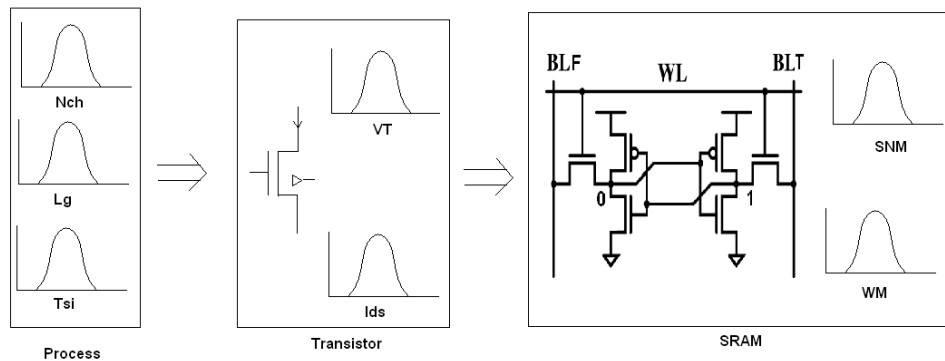 Nch
Lg
Tsi
Process
VT
Ids
Transistor
BLF
WL
BLT
0
1
SNM
WM
SRAM